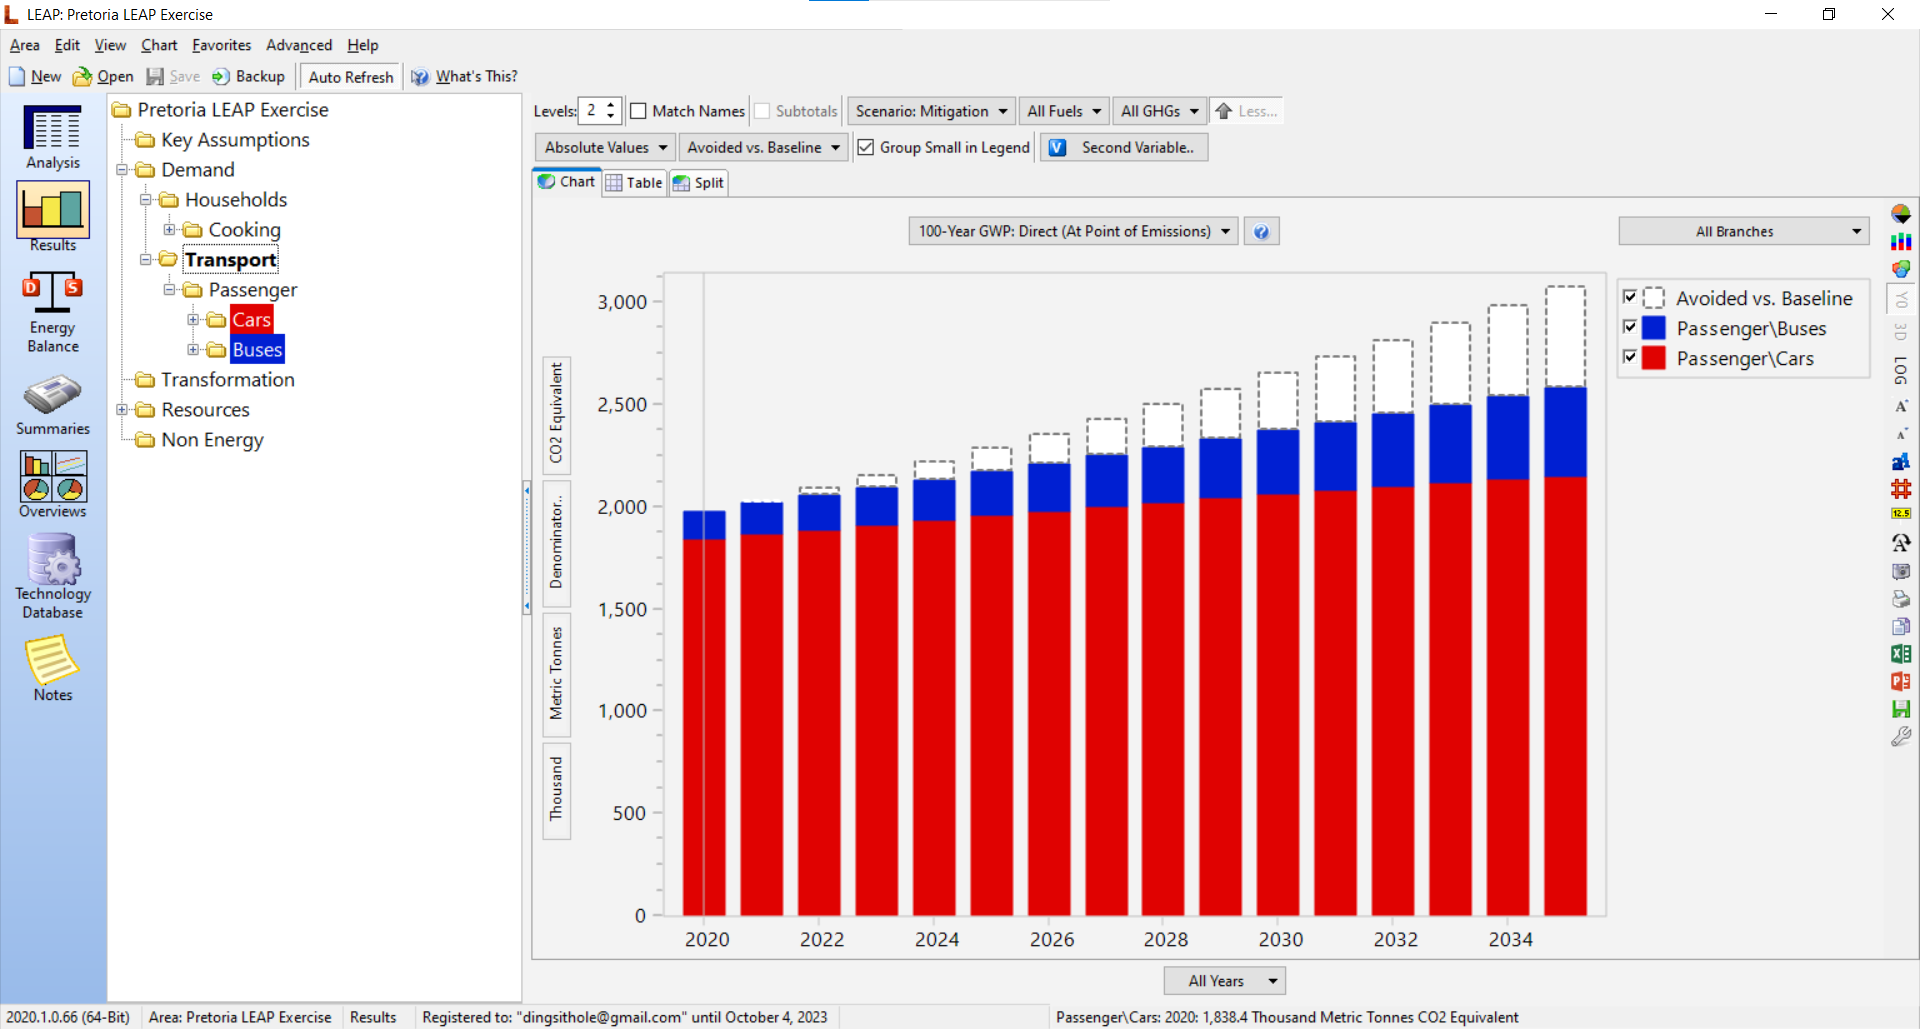 LEAP: Pretoria LEAP Exercise
Area Edit View Chart Favorites Advanced Help
New Open Save Backup Auto Refresh What's This?
Analysis
Results
Energy
Balance
Summaries
Overviews
Technology
Database
Notes
Pretoria LEAP Exercise
Key Assumptions
Demand
Households
Cooking
Transport
Passenger
Cars
Buses
Transformation
Resources
Non Energy
Levels: 2 Match Names Subtotals Scenario: Mitigation All Fuels All GHGs Less...
Absolute Values Avoided vs. Baseline Group Small in Legend Second Variable..
Chart Table Split
100-Year GWP: Direct (At Point of Emissions) ?
All Branches
CO2 Equivalent
Denominator..
Metric Tonnes
Thousand
3,000
2,500
2,000
1,500
1,000
500
0
2020 2022 2024 2026 2028 2030 2032 2034
Avoided vs. Baseline
Passenger\Buses
Passenger\Cars
Y0
3D
LOG
A
A
12.5
A
All Years
2020.1.0.66 (64-Bit) Area: Pretoria LEAP Exercise Results Registered to: "dingsithole@gmail.com" until October 4, 2023 Passenger\Cars: 2020: 1,838.4 Thousand Metric Tonnes CO2 Equivalent